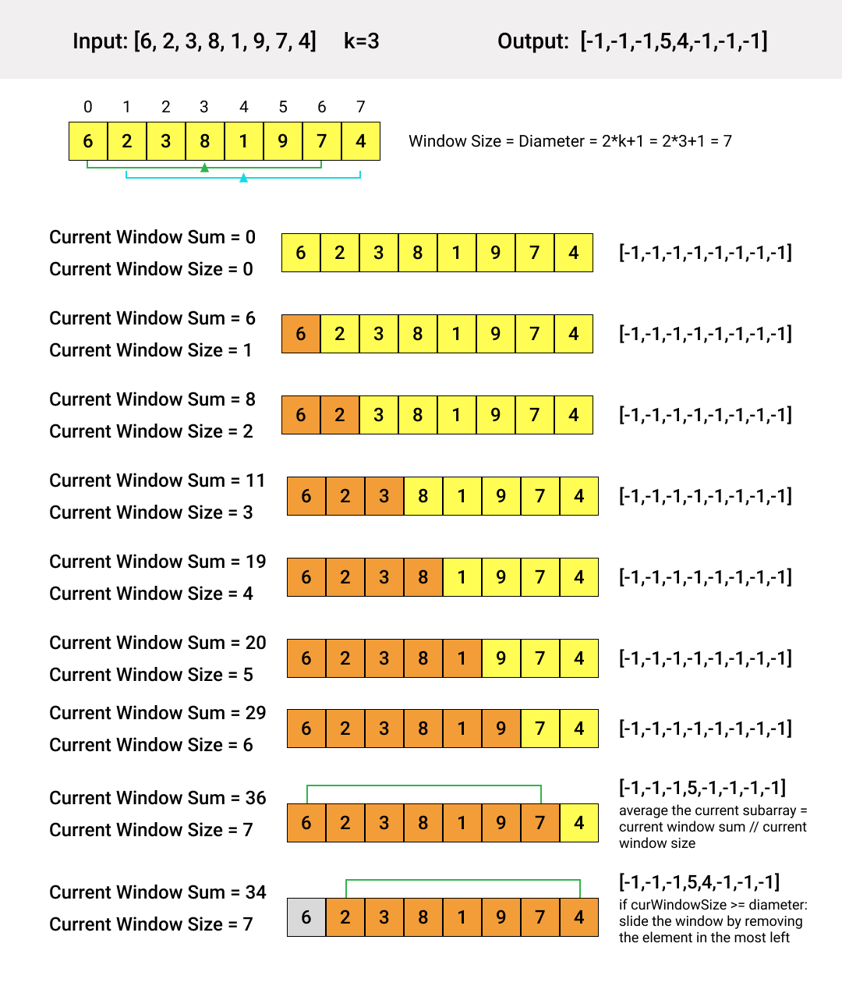 Input: [6, 2, 3, 8, 1, 9, 7, 4] k=3 Output: [-1,-1,-1,5,4,-1,-1,-1]
0 1 2 3 4 5 6 7
6 2 3 8 1 9 7 4
Window Size = Diameter = 2*k+1 = 2*3+1 = 7
Current Window Sum = 0
Current Window Size = 0
6 2 3 8 1 9 7 4
[-1,-1,-1,-1,-1,-1,-1,-1]
Current Window Sum = 6
Current Window Size = 1
6 2 3 8 1 9 7 4
[-1,-1,-1,-1,-1,-1,-1,-1]
Current Window Sum = 8
Current Window Size = 2
6 2 3 8 1 9 7 4
[-1,-1,-1,-1,-1,-1,-1,-1]
Current Window Sum = 11
Current Window Size = 3
6 2 3 8 1 9 7 4
[-1,-1,-1,-1,-1,-1,-1,-1]
Current Window Sum = 19
Current Window Size = 4
6 2 3 8 1 9 7 4
[-1,-1,-1,-1,-1,-1,-1,-1]
Current Window Sum = 20
Current Window Size = 5
6 2 3 8 1 9 7 4
[-1,-1,-1,-1,-1,-1,-1,-1]
Current Window Sum = 29
Current Window Size = 6
6 2 3 8 1 9 7 4
[-1,-1,-1,-1,-1,-1,-1,-1]
Current Window Sum = 36
Current Window Size = 7
6 2 3 8 1 9 7 4
[-1,-1,-1,5,-1,-1,-1,-1]
average the current subarray =
current window sum // current
window size
Current Window Sum = 34
Current Window Size = 7
6 2 3 8 1 9 7 4
[-1,-1,-1,5,4,-1,-1,-1]
if curWindowSize >= diameter:
slide the window by removing
the element in the most left